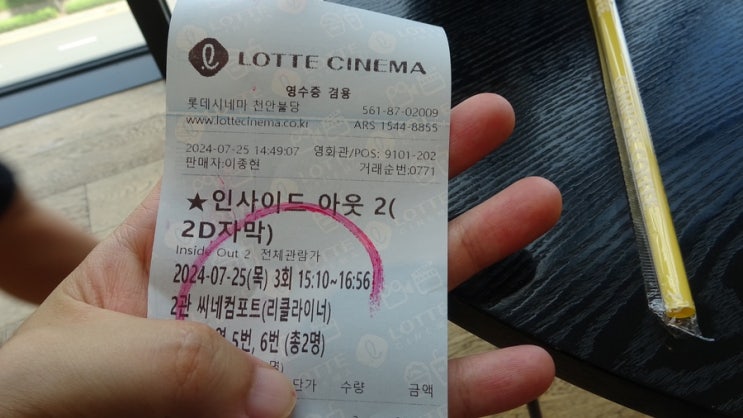 LOTTE CINEMA
영수증 겸용
롯데시네마 천안불당 561-87-02009
www.lottecinema.co.kr ARS 1544-8855
2024-07-25 14:49:07 영화관/POS: 9101-202
판매자:이종현 거래순번:0771
★인사이드 아웃 2(
2D자막)
Inside Out 2 전체관람가
2024-07-25(목) 3회 15:10~16:56
2관 씨네컴포트(리클라이너)
열 5번, 6번 (총2명)
명)
단가 수량 금액